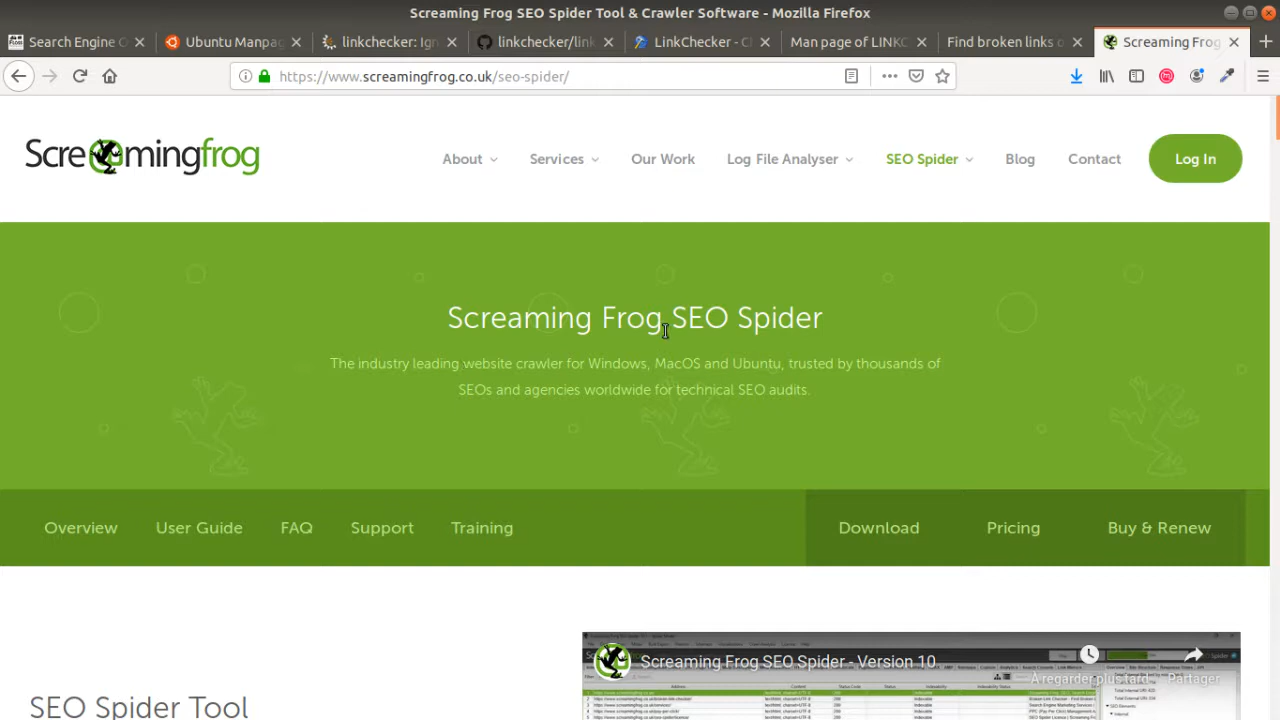 Screaming Frog SEO Spider Tool & Crawler Software - Mozilla Firefox
Search Engine
Ubuntu Manpag
linkchecker: Ign
linkchecker/link
LinkChecker - C
Man page of LINKC
Find broken links o
Screaming Frog
https://www.screamingfrog.co.uk/seo-spider/
Screamingfrog
About
Services
Our Work
Log File Analyser
SEO Spider
Blog
Contact
Log In
Screaming Frog SEO Spider
The industry leading website crawler for Windows, MacOS and Ubuntu, trusted by thousands of
SEOs and agencies worldwide for technical SEO audits.
Overview
User Guide
FAQ
Support
Training
Download
Pricing
Buy & Renew
Screaming Frog SEO Spider - Version 10
À regarder plus tard
Partager
SEO Spider Tool